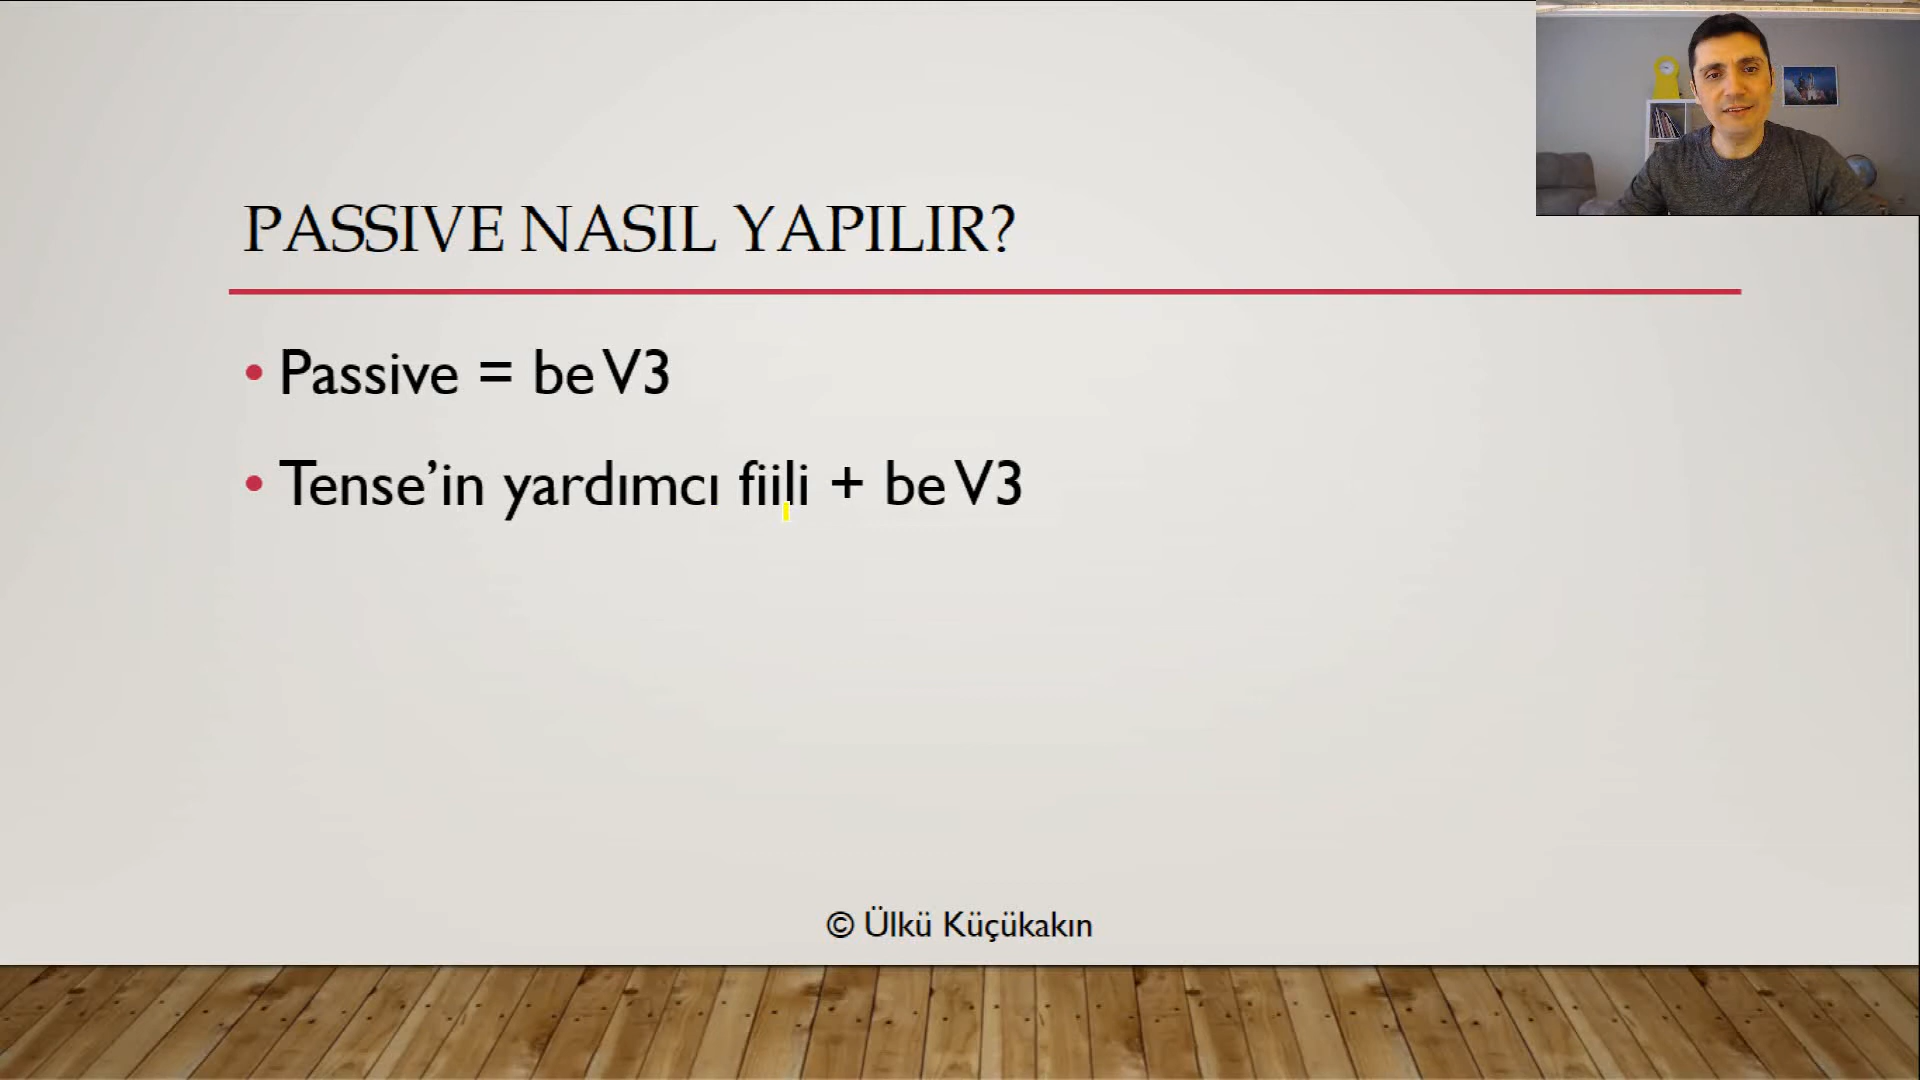 PASSIVE NASIL YAPILIR?
• Passive = be V3
• Tense’in yardımcı fiili + be V3
© Ülkü Küçükakın